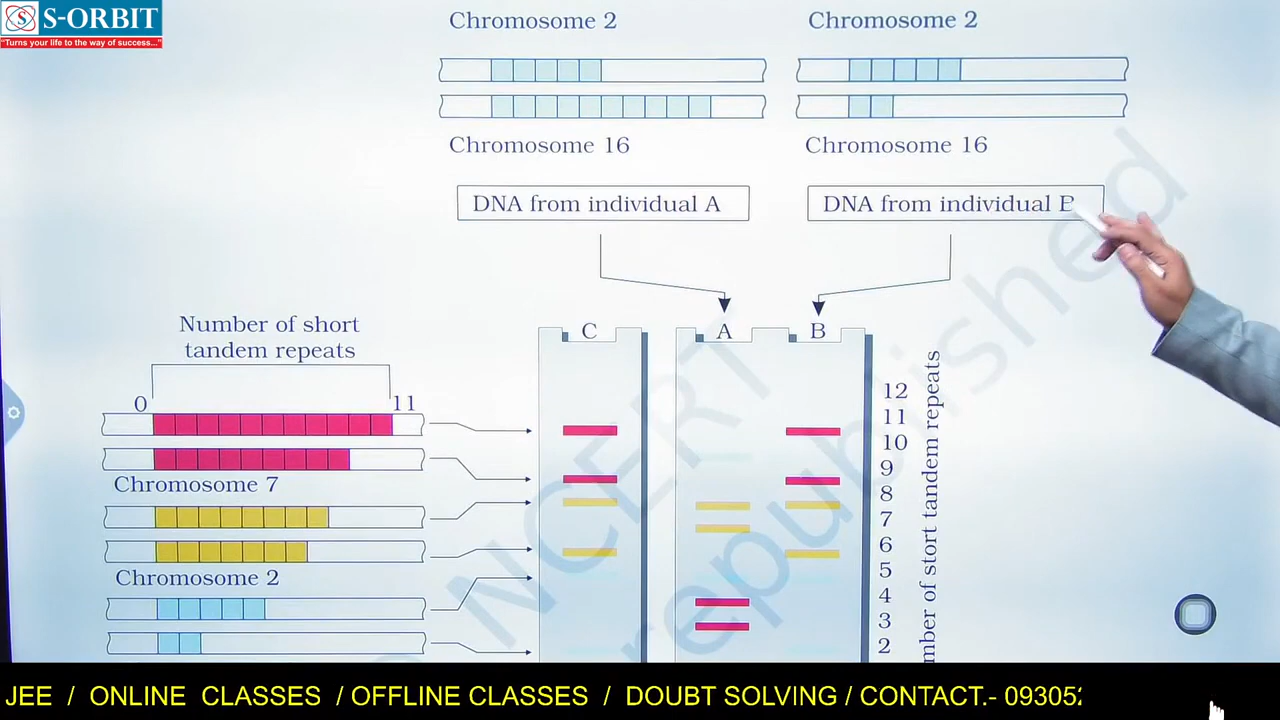 S-ORBIT
"Turns your life to the way of success..."
Chromosome 2
Chromosome 2
Chromosome 16
Chromosome 16
DNA from individual A
DNA from individual B
Number of short
tandem repeats
0
11
C
A
B
12
11
10
9
8
7
6
5
4
3
2
mber of stort tandem repeats
Chromosome 7
Chromosome 2
NCERT
republished
JEE / ONLINE CLASSES / OFFLINE CLASSES / DOUBT SOLVING / CONTACT.- 09305